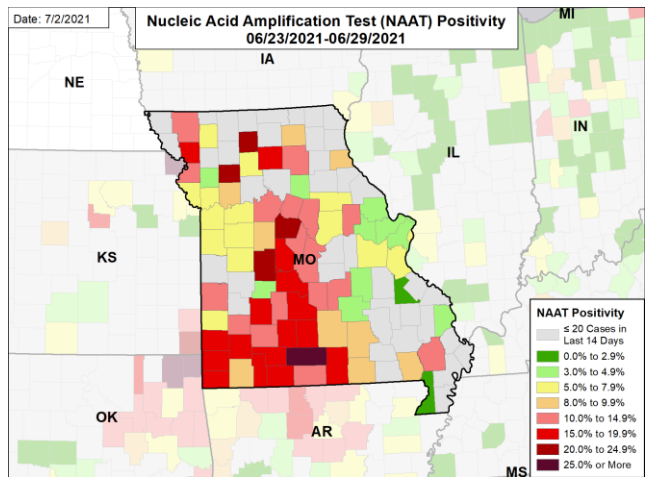 Date: 7/2/2021
Nucleic Acid Amplification Test (NAAT) Positivity
06/23/2021-06/29/2021
MI
IA
NE
IN
IL
KS
MO
OK
AR
MS
NAAT Positivity
≤ 20 Cases in
Last 14 Days
0.0% to 2.9%
3.0% to 4.9%
5.0% to 7.9%
8.0% to 9.9%
10.0% to 14.9%
15.0% to 19.9%
20.0% to 24.9%
25.0% or More